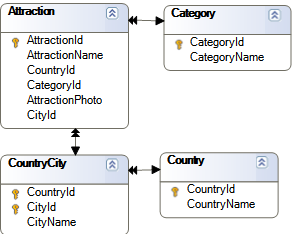 Attraction
AttractionId
AttractionName
CountryId
CategoryId
AttractionPhoto
CityId
Category
CategoryId
CategoryName
CountryCity
CountryId
CityId
CityName
Country
CountryId
CountryName